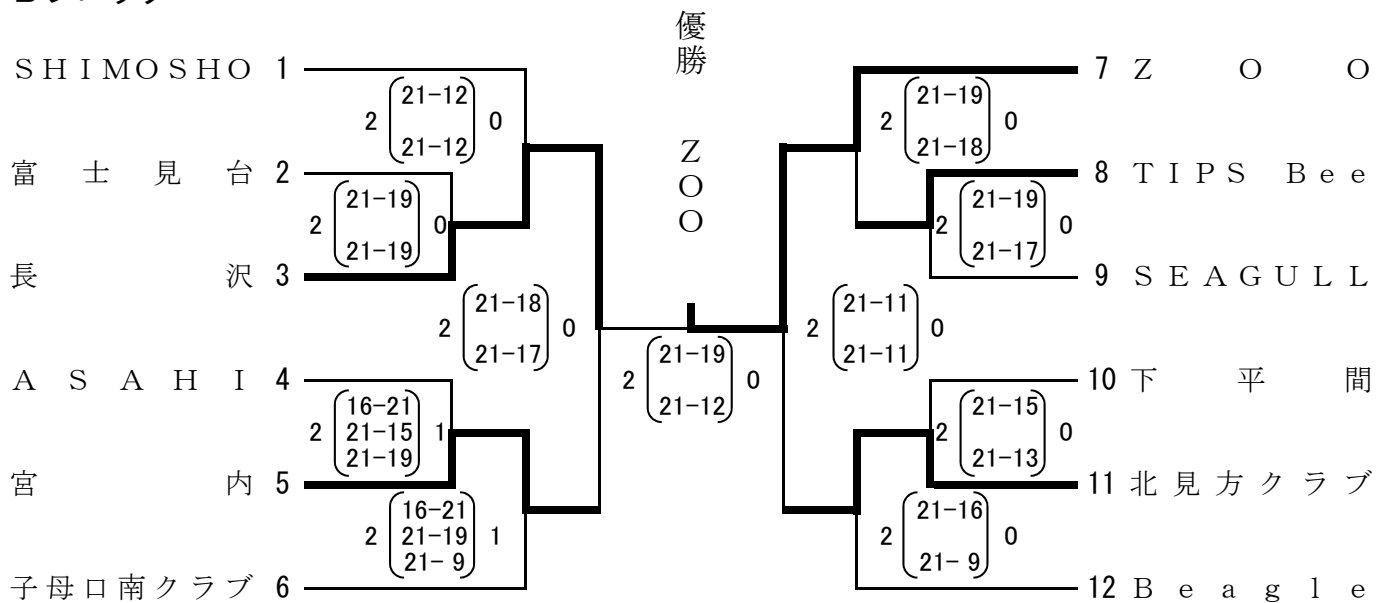 優勝 ZOO
SHIMOSHO 1
富士見台 2
長沢 3
ASAHI 4
宮内 5
子母口南クラブ 6
2 21-12 0
21-12
2 21-19 0
21-19
2 21-18 0
21-17
2 16-21 1
21-15
21-19
2 16-21 1
21-19
21- 9
2 21-19 0
21-12
7 ZOO
8 TIPS Bee
9 SEAGULL
10 下平間
11 北見方クラブ
12 Beagle
2 21-19 0
21-18
2 21-19 0
21-17
2 21-11 0
21-11
2 21-15 0
21-13
2 21-16 0
21- 9